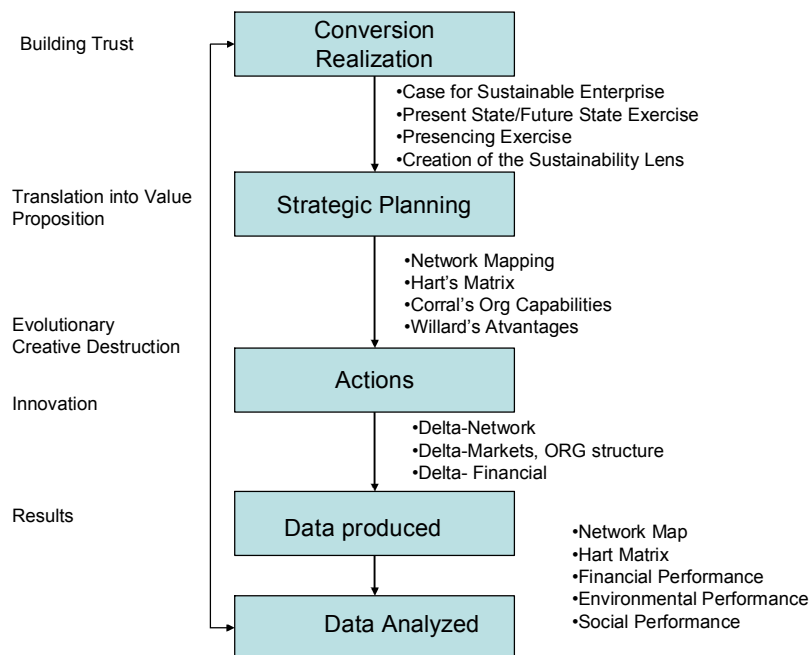 Building Trust
Conversion
Realization
•Case for Sustainable Enterprise
•Present State/Future State Exercise
•Presencing Exercise
•Creation of the Sustainability Lens
Translation into Value
Proposition
Strategic Planning
•Network Mapping
•Hart's Matrix
•Corral's Org Capabilities
•Willard's Atvantages
Evolutionary
Creative Destruction
Actions
Innovation
•Delta-Network
•Delta-Markets, ORG structure
•Delta- Financial
Results
Data produced
•Network Map
•Hart Matrix
•Financial Performance
•Environmental Performance
•Social Performance
Data Analyzed